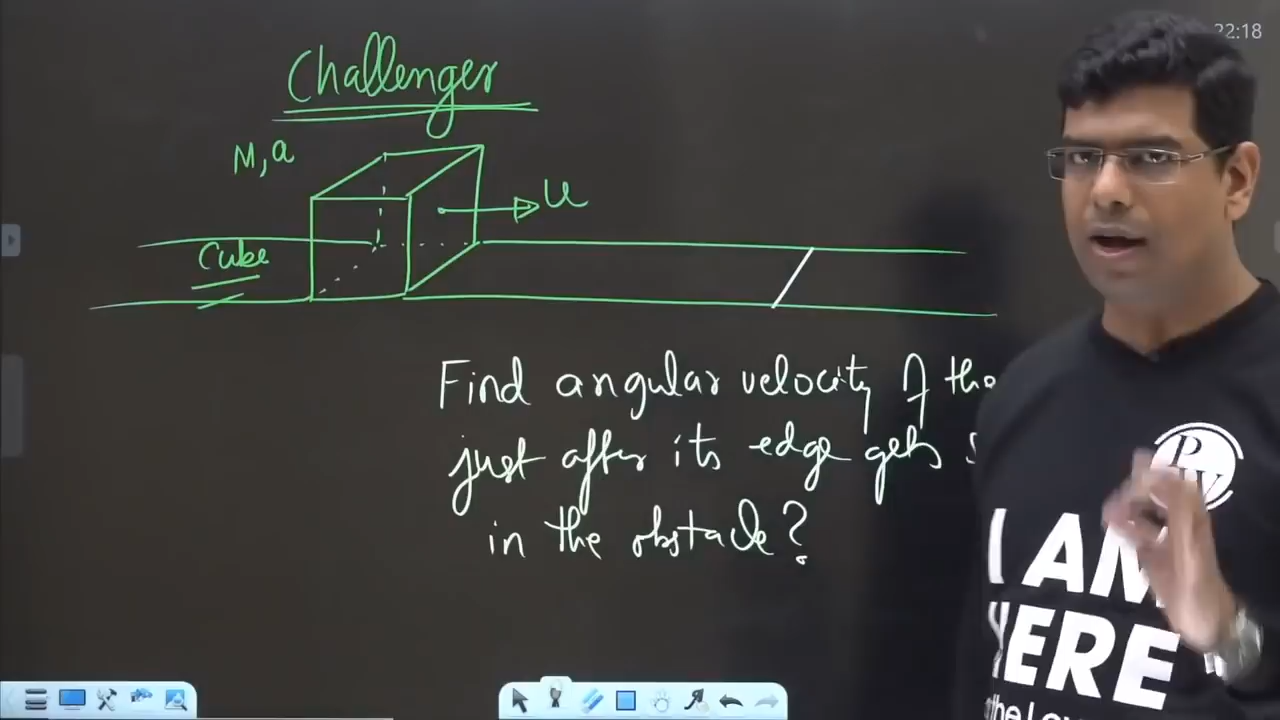 22:18
Challenger
M, a
u
Cube
Find angular velocity of the
just after its edge gets
in the obstacle?
PW
I AM
HERE